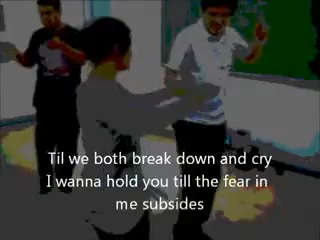 Til we both break down and cry
I wanna hold you till the fear in
me subsides